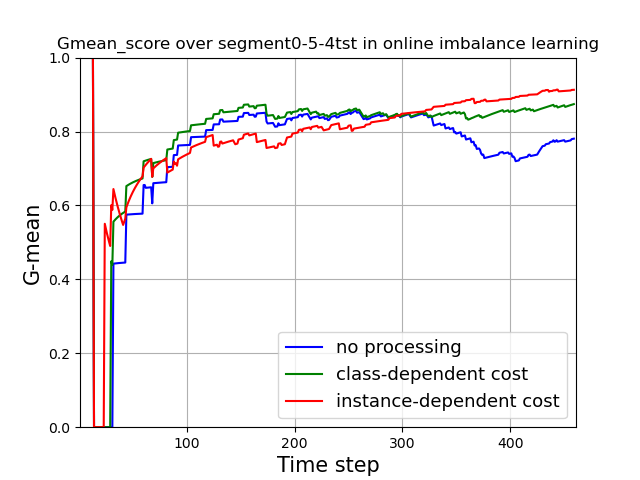 Gmean_score over segment0-5-4tst in online imbalance learning
1.0
0.8
0.6
0.4
0.2
0.0
G-mean
no processing
class-dependent cost
instance-dependent cost
100 200 300 400
Time step